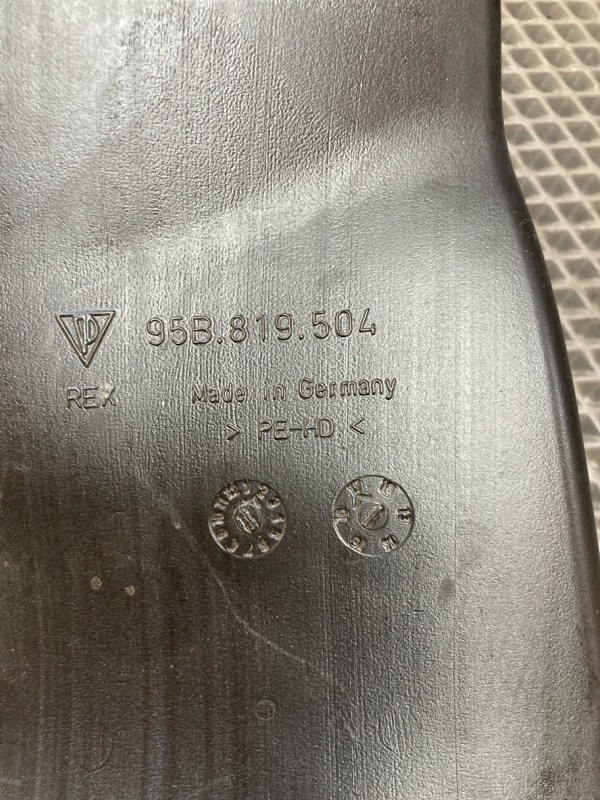 95B.819.504
REX Made in Germany
> PE-HD <